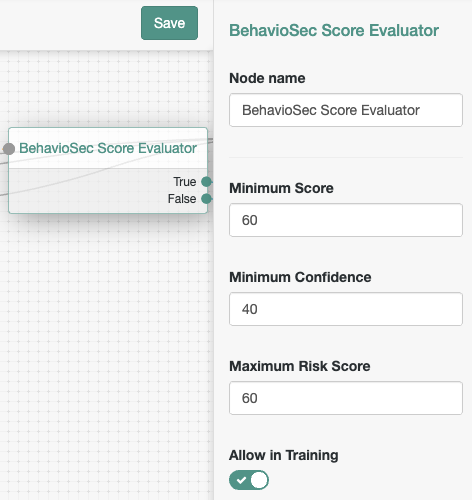 Save
BehavioSec Score Evaluator
True
False
BehavioSec Score Evaluator
Node name
BehavioSec Score Evaluator
Minimum Score
60
Minimum Confidence
40
Maximum Risk Score
60
Allow in Training